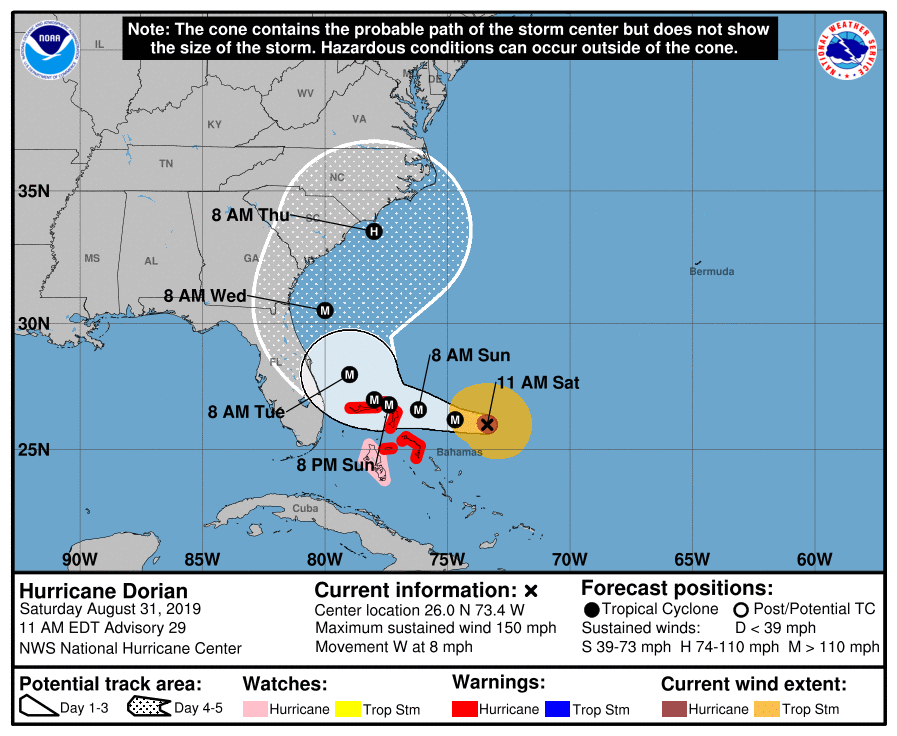 Note: The cone contains the probable path of the storm center but does not show
the size of the storm. Hazardous conditions can occur outside of the cone.
NOAA
NATIONAL WEATHER SERVICE
IL
WV
DE
KY
VA
TN
NC
35N
8 AM Thu
H
SC
MS
AL
GA
Bermuda
8 AM Wed
M
30N
FL
8 AM Sun
M
11 AM Sat
8 AM Tue
M
M
M
M
8 PM Sun
25N
Bahamas
Cuba
90W
85W
80W
75W
70W
65W
60W
Hurricane Dorian
Saturday August 31, 2019
11 AM EDT Advisory 29
NWS National Hurricane Center
Current information: ×
Center location 26.0 N 73.4 W
Maximum sustained wind 150 mph
Movement W at 8 mph
Forecast positions:
Tropical Cyclone Post/Potential TC
Sustained winds: D < 39 mph
S 39-73 mph H 74-110 mph M > 110 mph
Potential track area:
Day 1-3 Day 4-5
Watches:
Hurricane Trop Stm
Warnings:
Hurricane Trop Stm
Current wind extent:
Hurricane Trop Stm